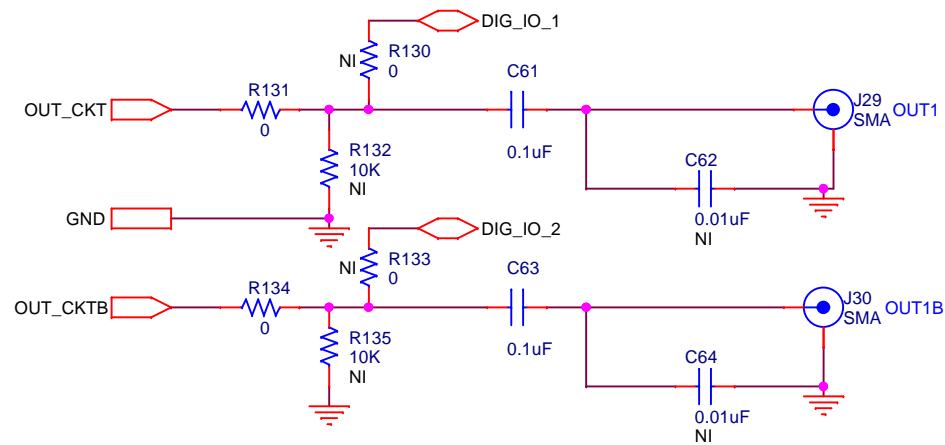 DIG_IO_1
NI
R130
0
C61
R131
J29
OUT1
OUT_CKT
SMA
0
R132
0.1uF
C62
10K
NI
GND
0.01uF
DIG_IO_2
NI
NI
R133
0
C63
R134
J30
OUT1B
OUT_CKTB
SMA
0
R135
0.1uF
C64
10K
NI
0.01uF
NI